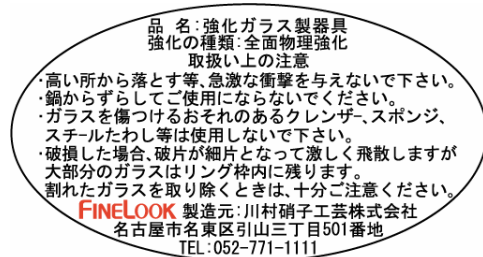 品 名:強化ガラス製器具
強化の種類:全面物理強化
取扱い上の注意
･高い所から落とす等､急激な衝撃を与えないで下さい。
･鍋からずらしてご使用にならないでください。
･ガラスを傷つけるおそれのあるクレンザｰ､スポンジ､
スチｰルたわし等は使用しないで下さい。
･破損した場合､破片が細片となって激しく飛散しますが
大部分のガラスはリング枠内に残ります。
割れたガラスを取り除くときは､十分ご注意ください。
FINELOOK 製造元:川村硝子工芸株式会社
名古屋市名東区引山三丁目501番地
TEL:052-771-1111